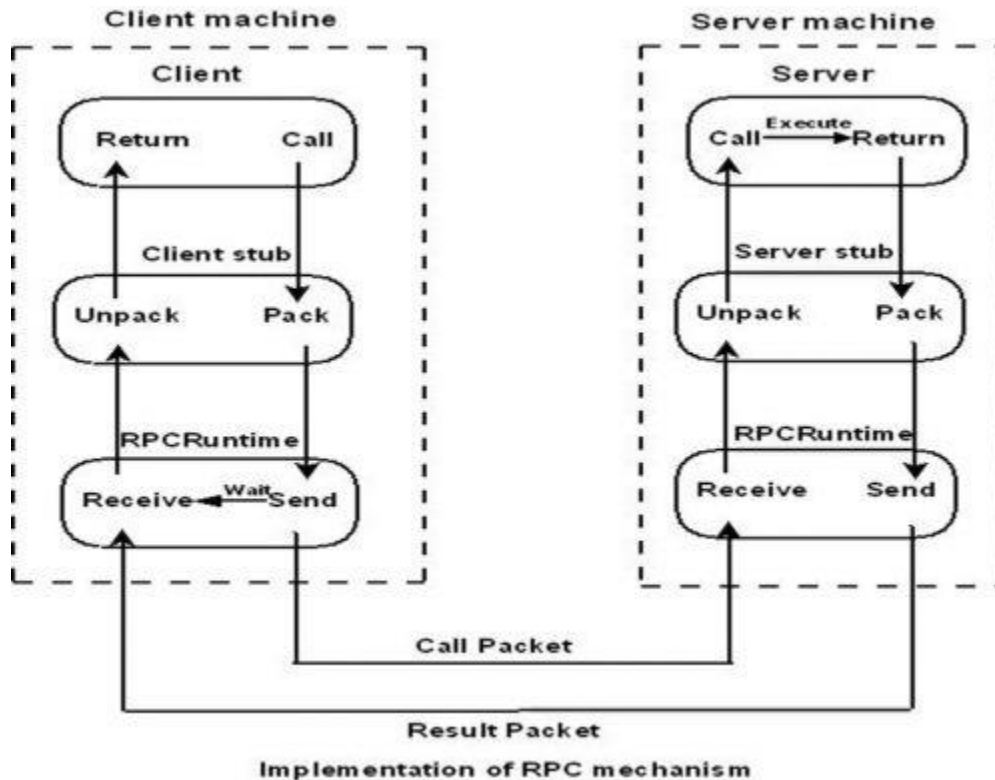 Client machine
Server machine
Client
Server
Return Call
Call Execute Return
Client stub
Server stub
Unpack Pack
Unpack Pack
RPCRuntime
RPCRuntime
Receive Wait Send
Receive Send
Call Packet
Result Packet
Implementation of RPC mechanism